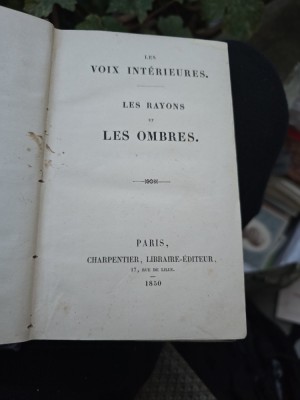 LES
VOIX INTÉRIEURES.
LES RAYONS
ET
LES OMBRES.
PARIS,
CHARPENTIER, LIBRAIRE-ÉDITEUR,
17, RUE DE LILLE.
1850